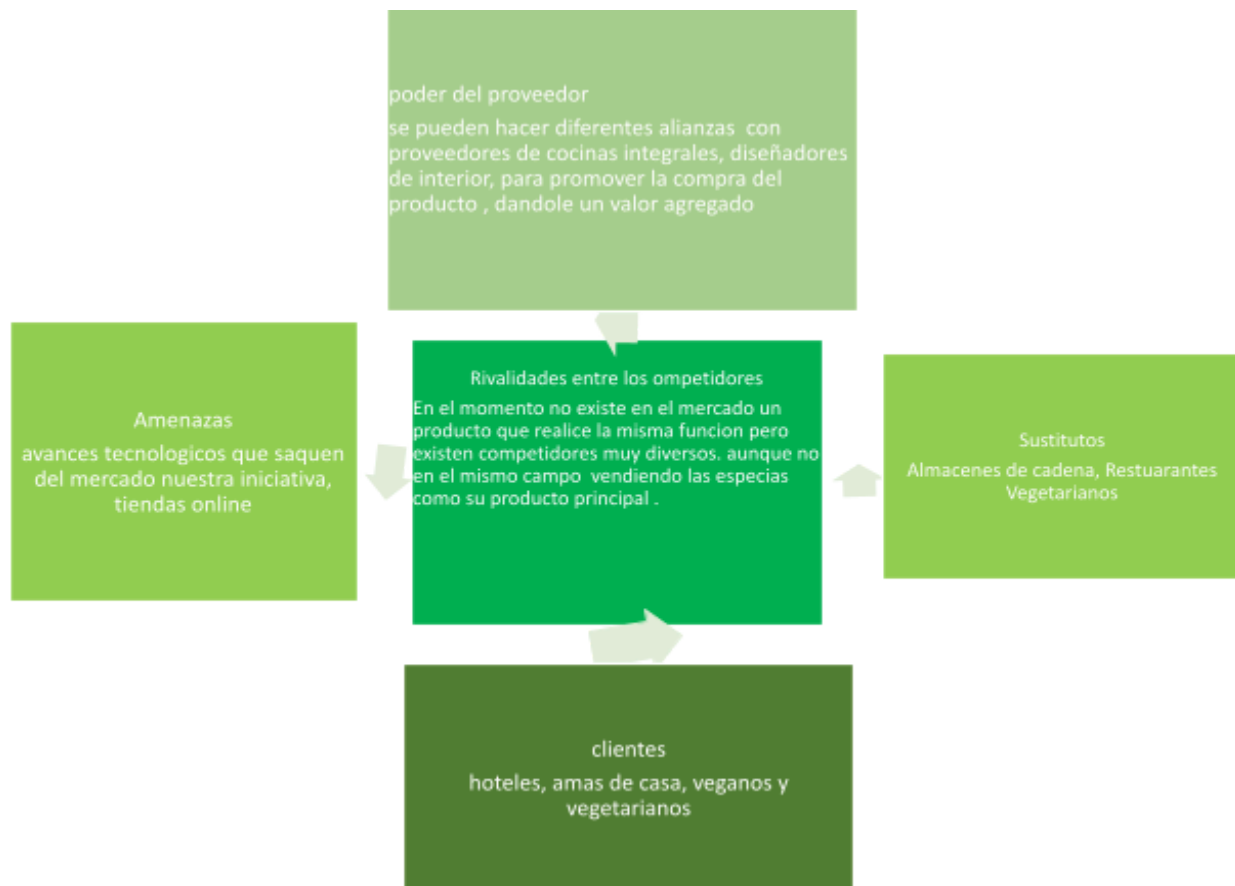 poder del proveedor
se pueden hacer diferentes alianzas con
proveedores de cocinas integrales, diseñadores
de interior, para promover la compra del
producto , dandole un valor agregado
Amenazas
avances tecnologicos que saquen
del mercado nuestra iniciativa,
tiendas online
Rivalidades entre los ompetidores
En el momento no existe en el mercado un
producto que realice la misma funcion pero
existen competidores muy diversos. aunque no
en el mismo campo vendiendo las especias
como su producto principal .
Sustitutos
Almacenes de cadena, Restuarantes
Vegetarianos
clientes
hoteles, amas de casa, veganos y
vegetarianos